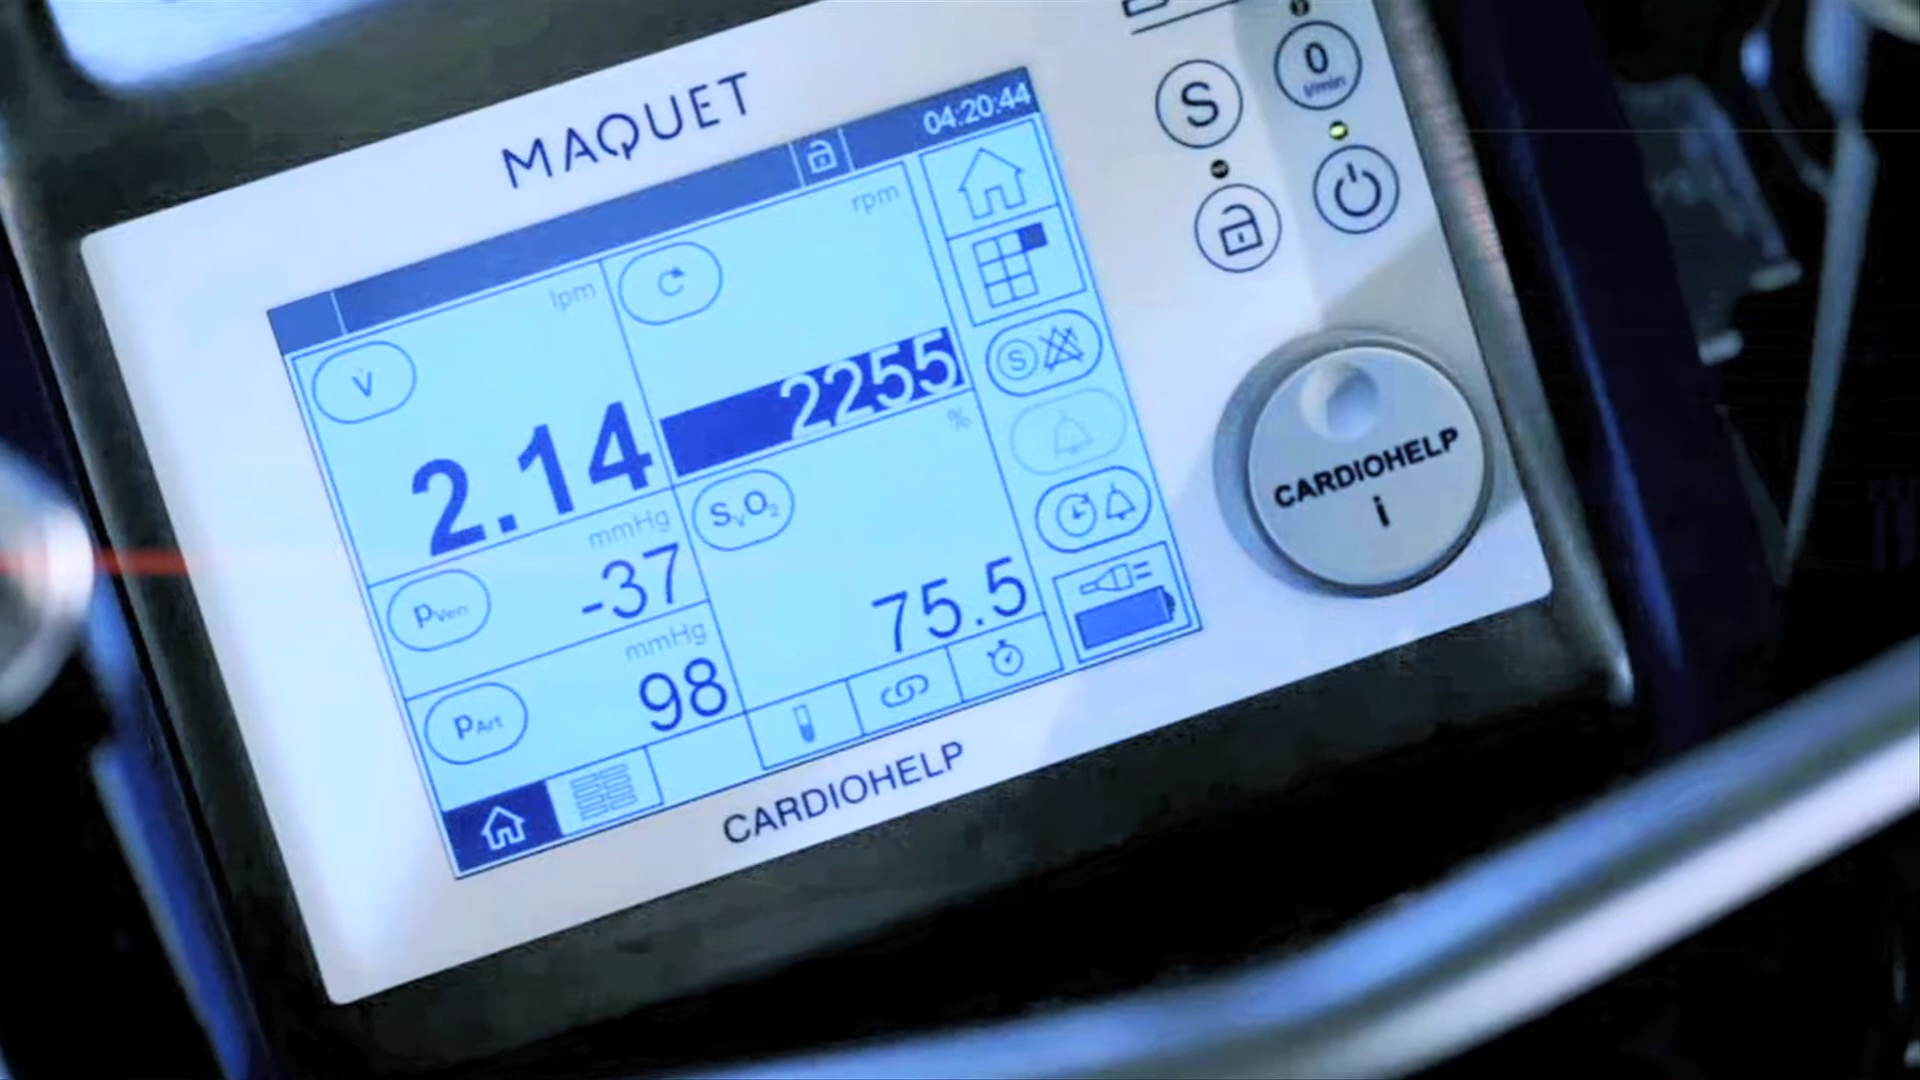 MAQUET
04:20:44
lpm
V̇
2.14
rpm
2255
mmHg
pVen
-37
%
SvO2
75.5
mmHg
pArt
98
S
S
0
l/min
CARDIOHELP
i
CARDIOHELP